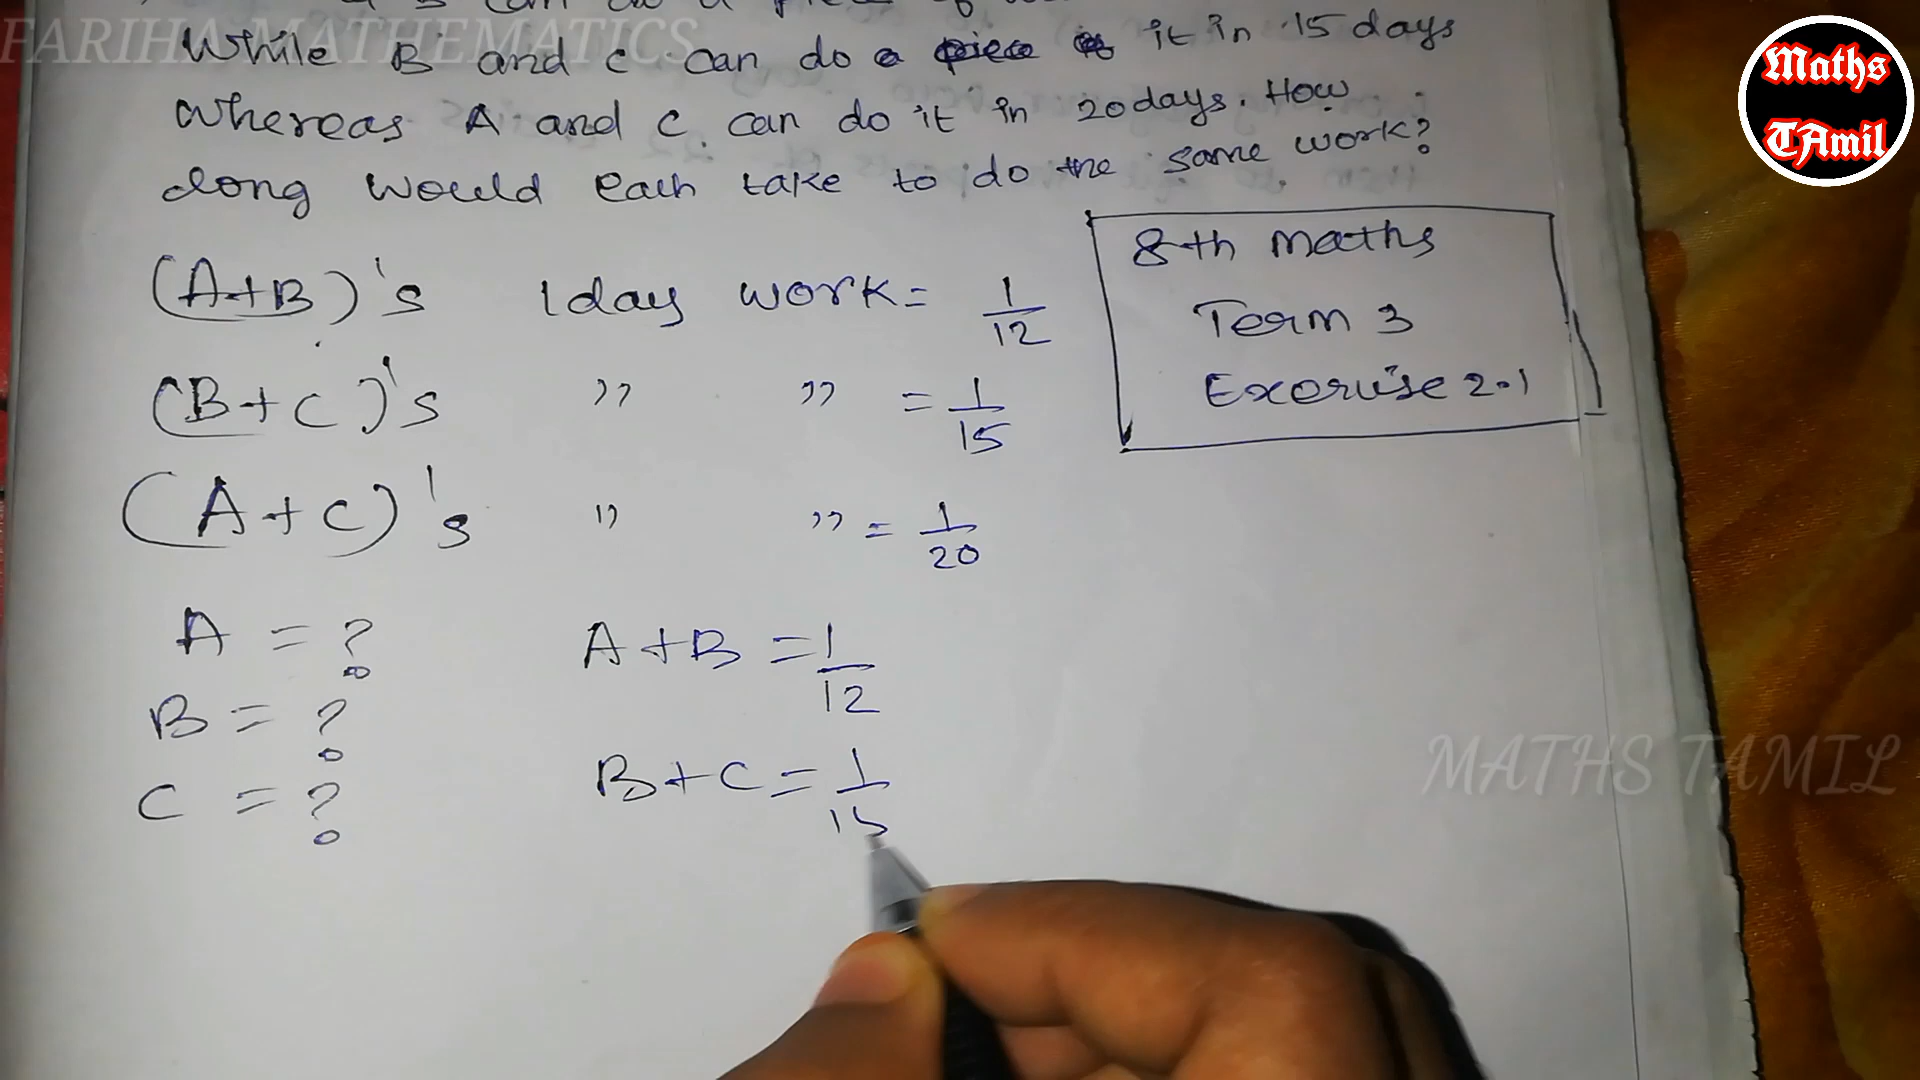 FARIHA MATHEMATICS.
While B and C can do a piece of it in 15 days
whereas A and C can do it in 20 days. How
long would each take to do the same work?
Maths
TAmil
8th maths
Term 3
Exercise 2.1
(A+B)'s 1 day work = 1/12
(B+C)'s " " = 1/15
(A+C)'s " " = 1/20
A = ?
B = ?
C = ?
A+B = 1/12
B+C = 1/15
MATHS TAMIL